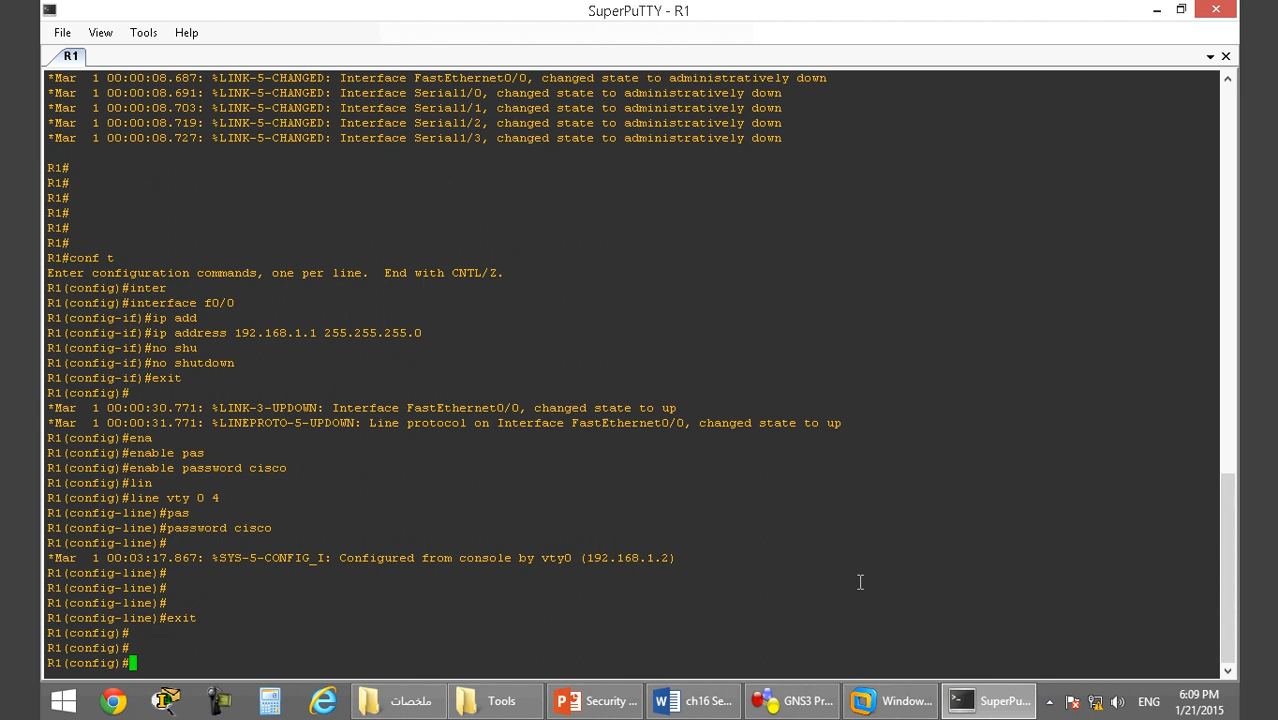 SuperPuTTY - R1
File View Tools Help
R1
*Mar  1 00:00:08.687: %LINK-5-CHANGED: Interface FastEthernet0/0, changed state to administratively down
*Mar  1 00:00:08.691: %LINK-5-CHANGED: Interface Serial1/0, changed state to administratively down
*Mar  1 00:00:08.703: %LINK-5-CHANGED: Interface Serial1/1, changed state to administratively down
*Mar  1 00:00:08.719: %LINK-5-CHANGED: Interface Serial1/2, changed state to administratively down
*Mar  1 00:00:08.727: %LINK-5-CHANGED: Interface Serial1/3, changed state to administratively down
R1#
R1#
R1#
R1#
R1#
R1#
R1#conf t
Enter configuration commands, one per line.  End with CNTL/Z.
R1(config)#inter
R1(config)#interface f0/0
R1(config-if)#ip add
R1(config-if)#ip address 192.168.1.1 255.255.255.0
R1(config-if)#no shu
R1(config-if)#no shutdown
R1(config-if)#exit
R1(config)#
*Mar  1 00:00:30.771: %LINK-3-UPDOWN: Interface FastEthernet0/0, changed state to up
*Mar  1 00:00:31.771: %LINEPROTO-5-UPDOWN: Line protocol on Interface FastEthernet0/0, changed state to up
R1(config)#ena
R1(config)#enable pas
R1(config)#enable password cisco
R1(config)#lin
R1(config)#line vty 0 4
R1(config-line)#pas
R1(config-line)#password cisco
R1(config-line)#
*Mar  1 00:03:17.867: %SYS-5-CONFIG_I: Configured from console by vty0 (192.168.1.2)
R1(config-line)#
R1(config-line)#
R1(config-line)#
R1(config-line)#exit
R1(config)#
R1(config)#
R1(config)#
ملخصات Tools Security ... ch16 Se... GNS3 Pr... Window... SuperPu... ENG 6:09 PM
1/21/2015